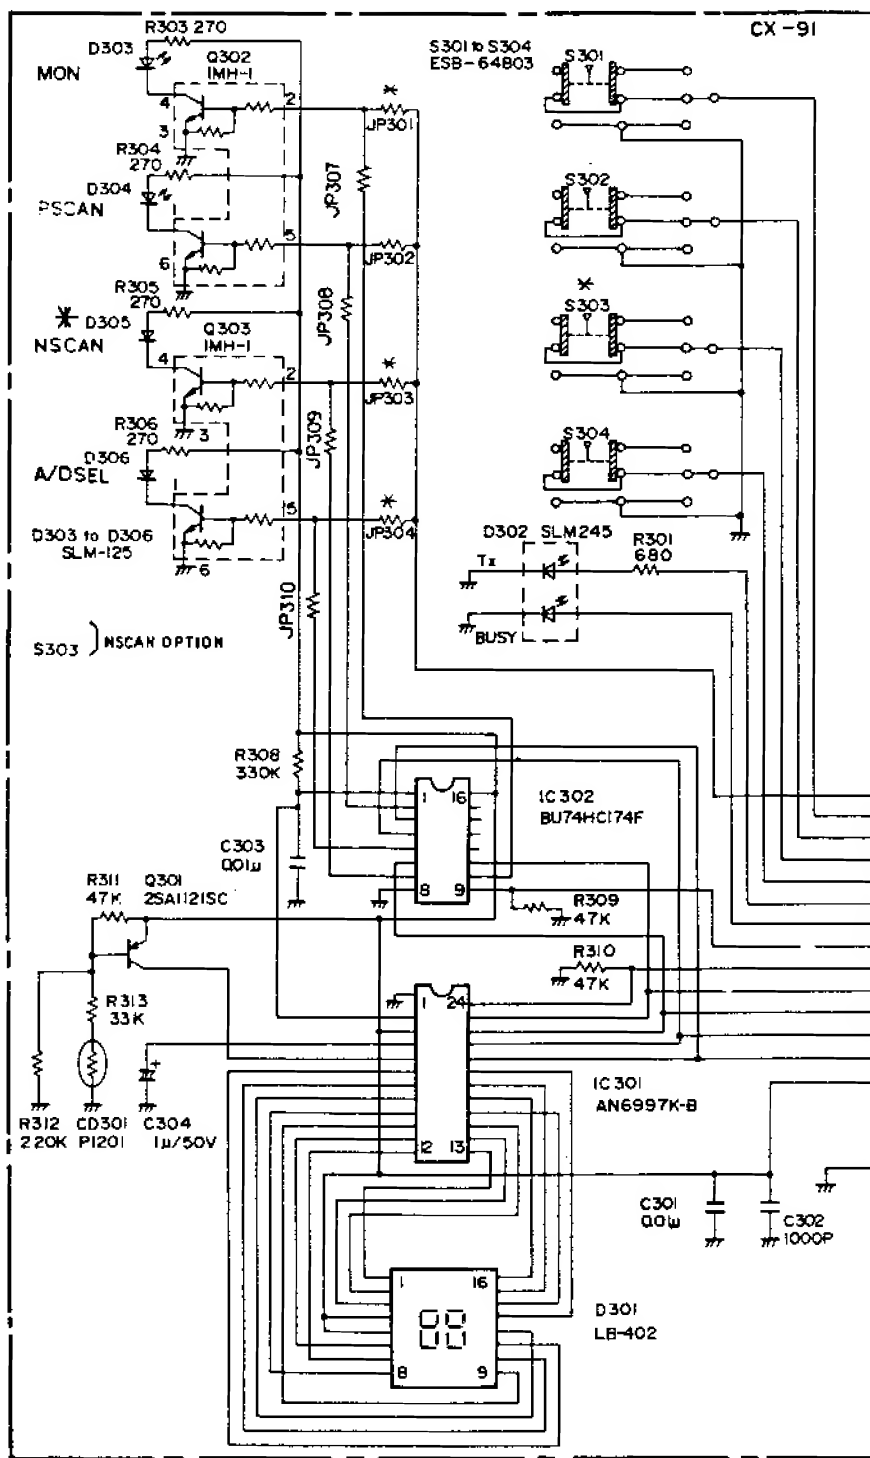 CX-91
R303 270
D303
MON
Q302
IMH-1
4
2
3
*
JP301
S301 to S304
ESB-64803
S301
R304
270
D304
PSCAN
JP307
5
6
JP302
S302
R305
270
* D305
NSCAN
Q303
IMH-1
4
2
3
JP308
*
JP303
*
S303
R306
270
D306
A/DSEL
JP309
5
6
*
JP304
S304
D303 to D306
SLM-125
D302 SLM245
R301
680
Tx
BUSY
JP310
S303 ) NSCAN OPTION
R308
330K
1 16
8 9
IC302
BU74HC174F
C303
0.01µ
R309
47K
R311
47K
Q301
2SA1121SC
R310
47K
R313
33K
1 24
12 13
IC301
AN6997K-B
R312
220K
CD301
P1201
C304
1µ/50V
+
C301
0.01µ
C302
1000P
1 16
8 9
D301
LB-402